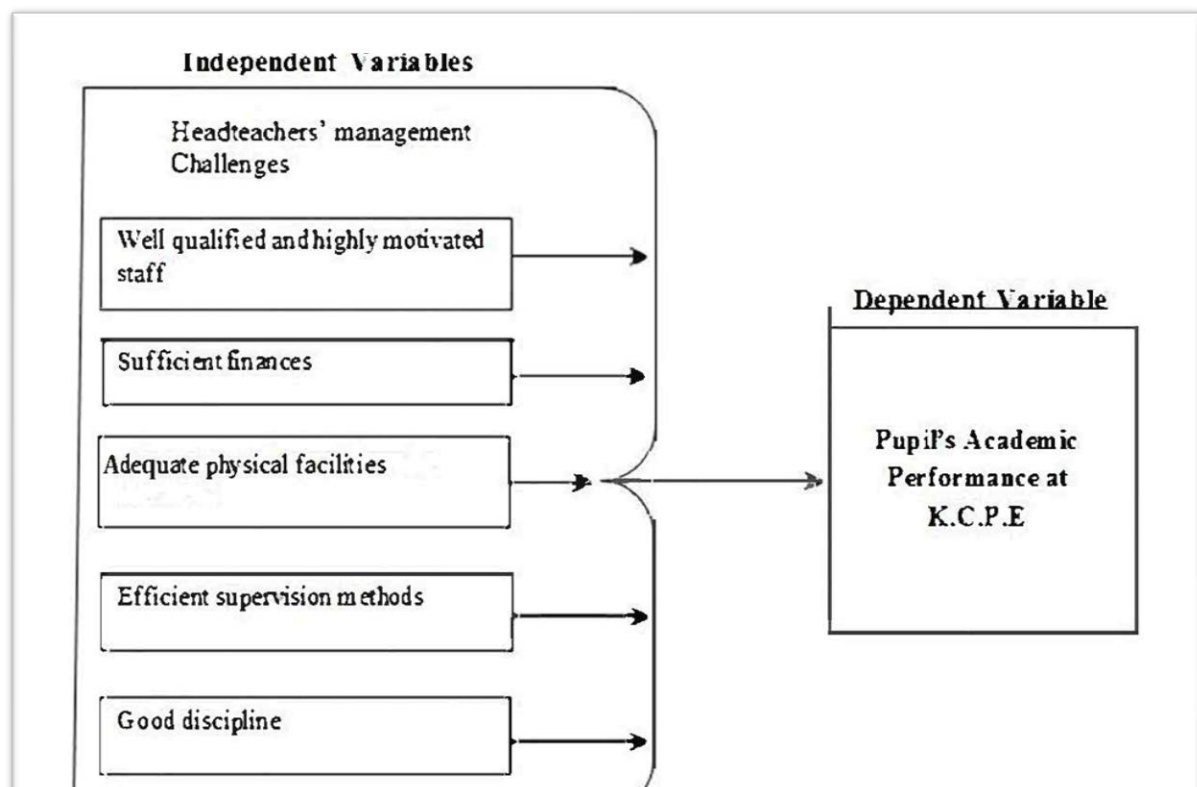 Independent Variables
Headteachers' management
Challenges
Well qualified and highly motivated
staff
Sufficient finances
Adequate physical facilities
Efficient supervision methods
Good discipline
Dependent Variable
Pupil's Academic
Performance at
K.C.P.E